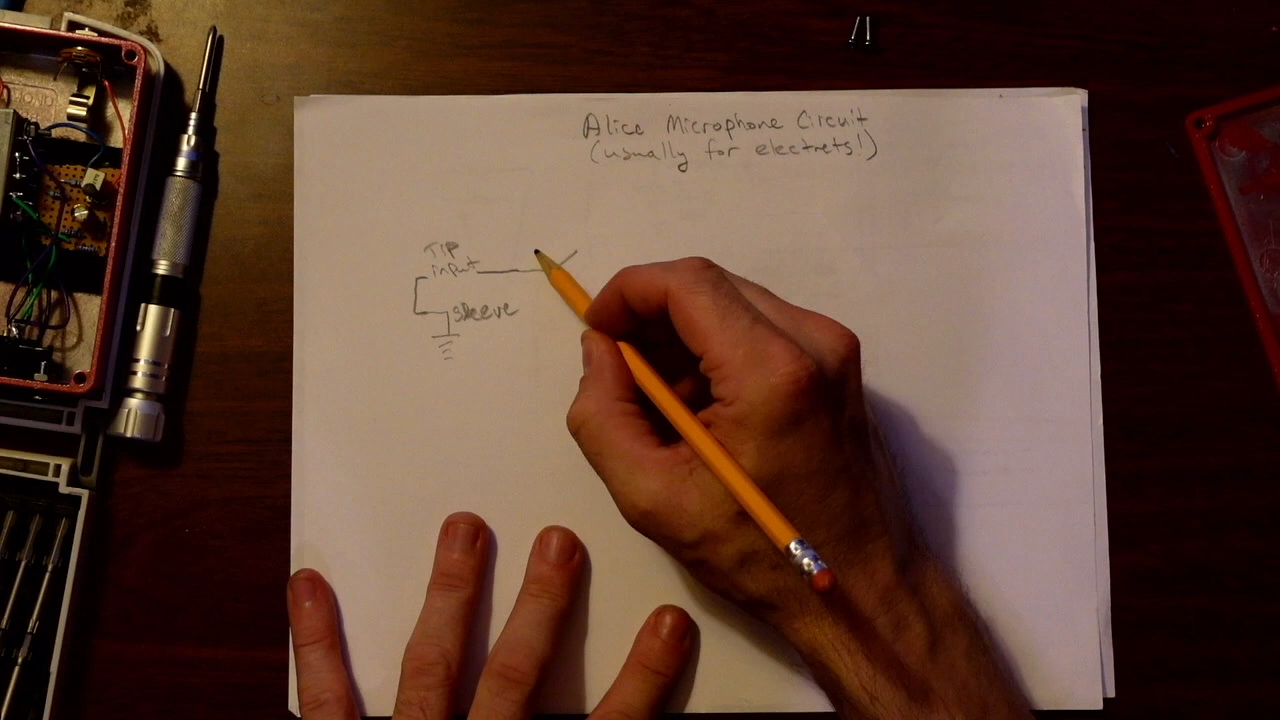 Alice Microphone Circuit
(usually for electrets!)
TIP
input
sleeve